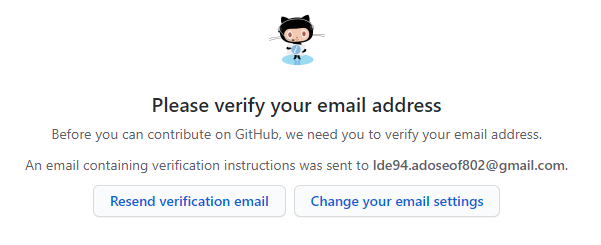 Please verify your email address
Before you can contribute on GitHub, we need you to verify your email address.
An email containing verification instructions was sent to lde94.adoseof802@gmail.com.
Resend verification email
Change your email settings